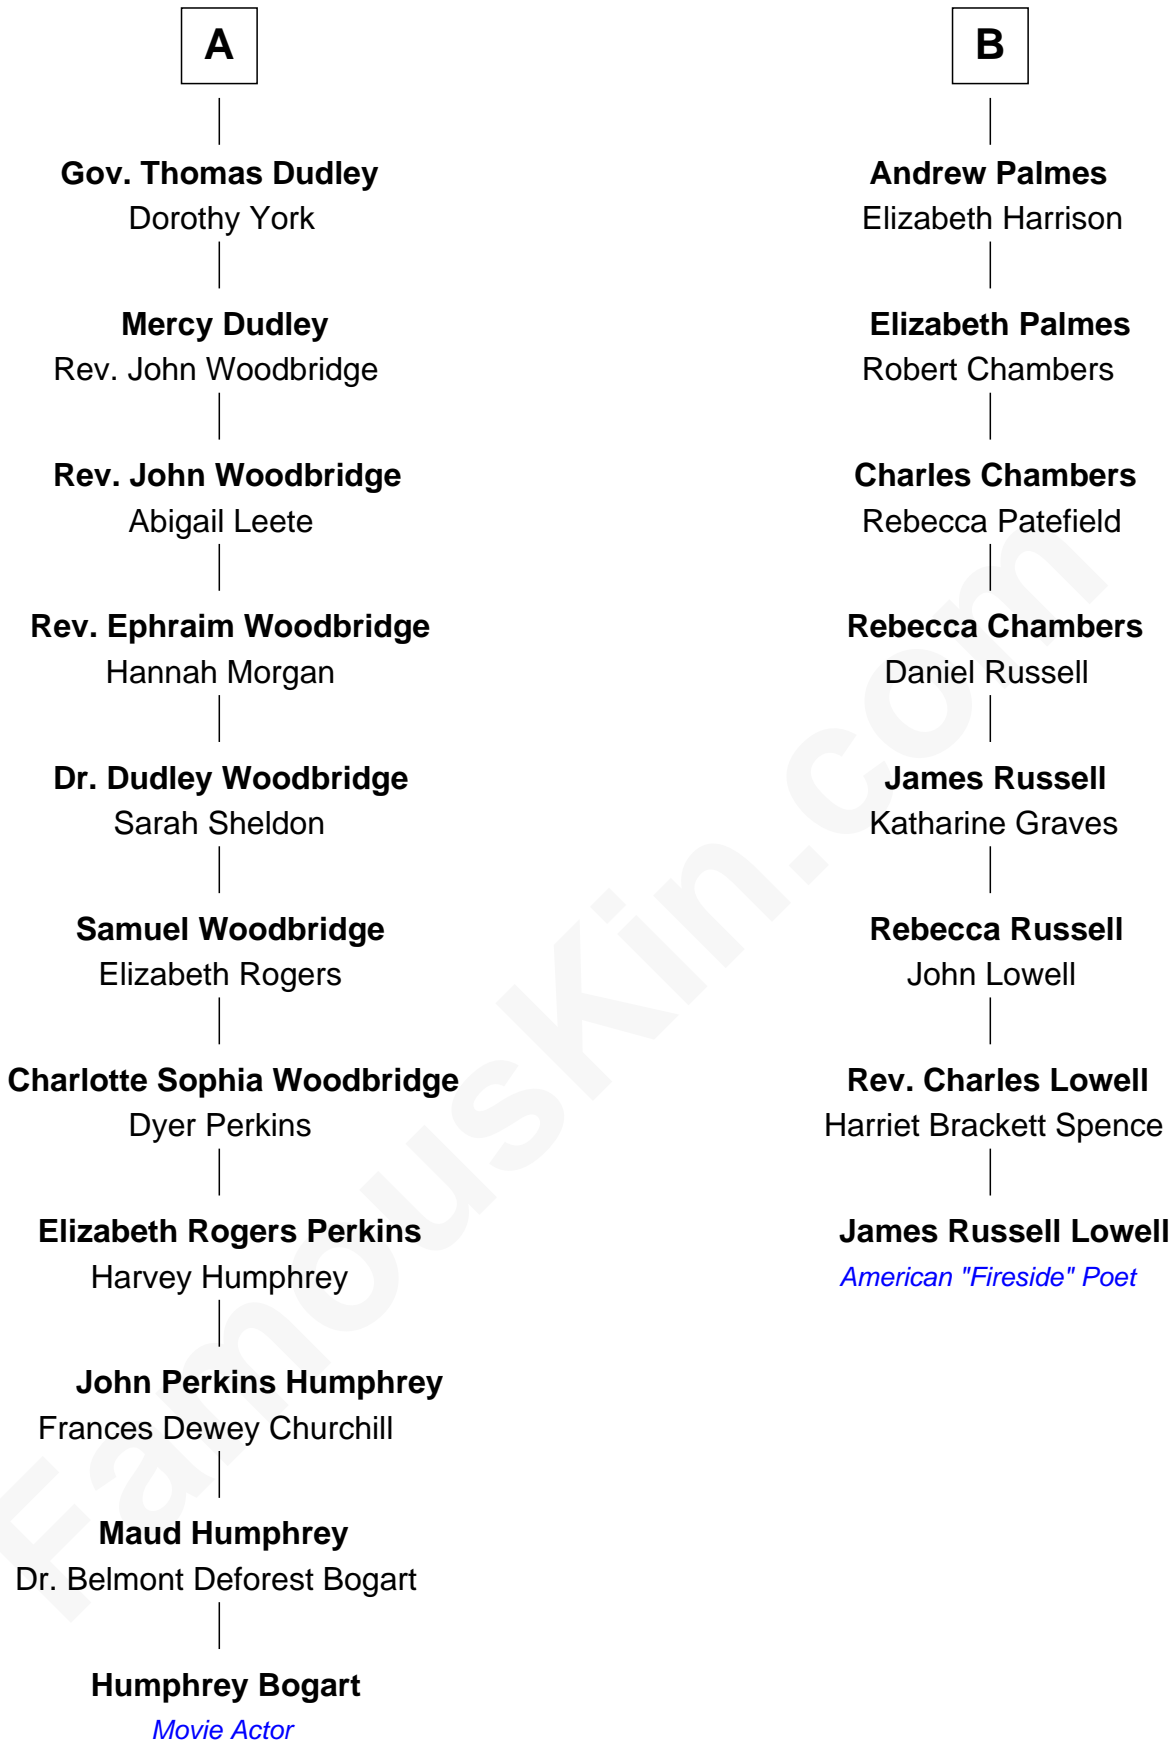 A
Gov. Thomas Dudley
Dorothy York
Mercy Dudley
Rev. John Woodbridge
Rev. John Woodbridge
Abigail Leete
Rev. Ephraim Woodbridge
Hannah Morgan
Dr. Dudley Woodbridge
Sarah Sheldon
Samuel Woodbridge
Elizabeth Rogers
Charlotte Sophia Woodbridge
Dyer Perkins
Elizabeth Rogers Perkins
Harvey Humphrey
John Perkins Humphrey
Frances Dewey Churchill
Maud Humphrey
Dr. Belmont Deforest Bogart
Humphrey Bogart
Movie Actor
B
Andrew Palmes
Elizabeth Harrison
Elizabeth Palmes
Robert Chambers
Charles Chambers
Rebecca Patefield
Rebecca Chambers
Daniel Russell
James Russell
Katharine Graves
Rebecca Russell
John Lowell
Rev. Charles Lowell
Harriet Brackett Spence
James Russell Lowell
American "Fireside" Poet
FamousKin.com